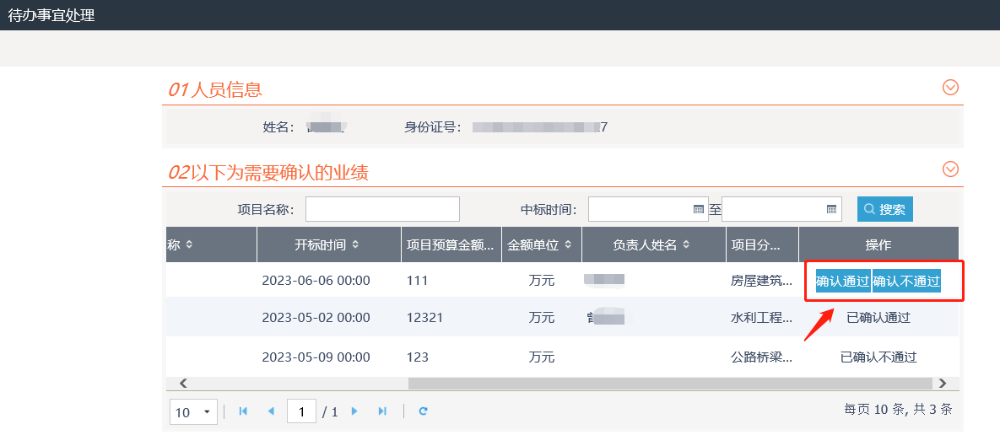 待办事宜处理
01人员信息
姓名： 身份证号： 7
02以下为需要确认的业绩
项目名称： 中标时间： 至 搜索
称 开标时间 项目预算金额... 金额单位 负责人姓名 项目分... 操作
2023-06-06 00:00 111 万元 房屋建筑... 确认通过 确认不通过
2023-05-02 00:00 12321 万元 水利工程... 已确认通过
2023-05-09 00:00 123 万元 公路桥梁... 已确认不通过
10 1 / 1 每页 10 条, 共 3 条